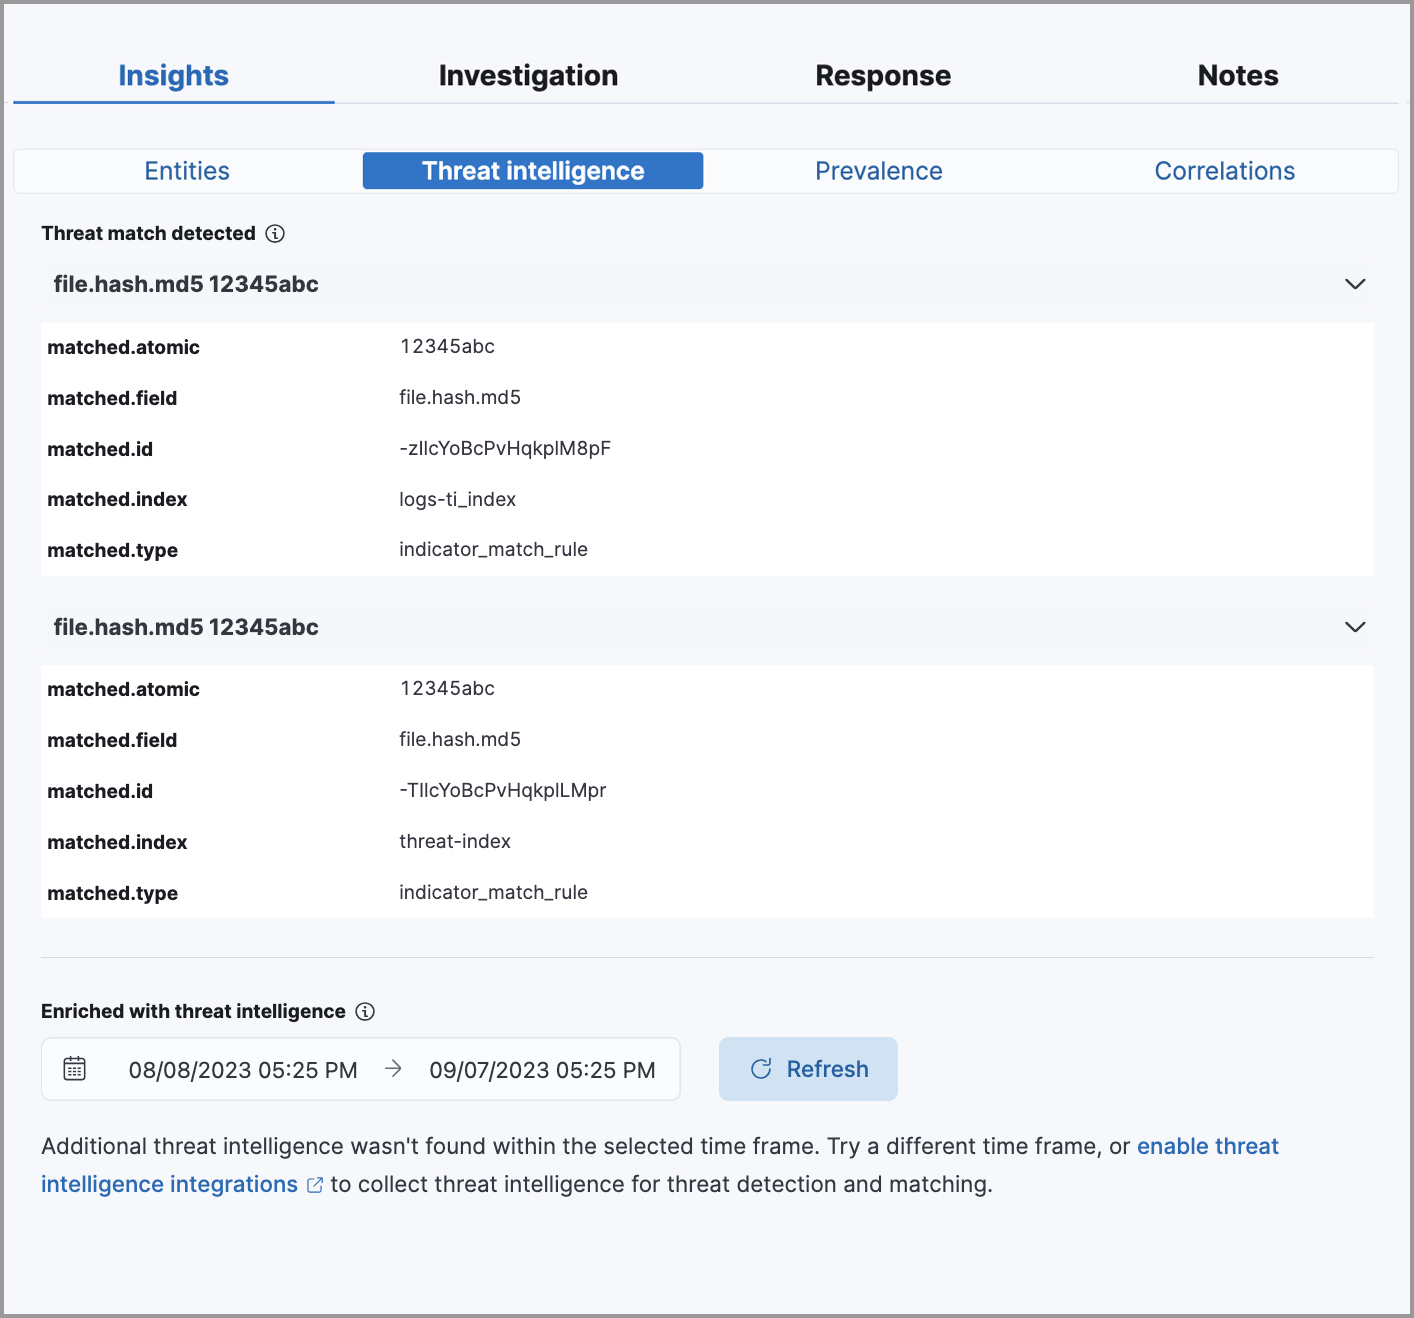 Insights Investigation Response Notes
Entities Threat intelligence Prevalence Correlations
Threat match detected
file.hash.md5 12345abc
matched.atomic 12345abc
matched.field file.hash.md5
matched.id -zIlcYoBcPvHqkplM8pF
matched.index logs-ti_index
matched.type indicator_match_rule
file.hash.md5 12345abc
matched.atomic 12345abc
matched.field file.hash.md5
matched.id -TIlcYoBcPvHqkplLMpr
matched.index threat-index
matched.type indicator_match_rule
Enriched with threat intelligence
08/08/2023 05:25 PM → 09/07/2023 05:25 PM Refresh
Additional threat intelligence wasn't found within the selected time frame. Try a different time frame, or enable threat
intelligence integrations to collect threat intelligence for threat detection and matching.